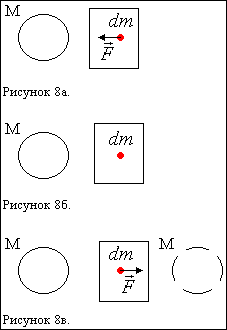 M
dm
F
Рисунок 8а.
M
dm
Рисунок 8б.
M dm M
F
Рисунок 8в.